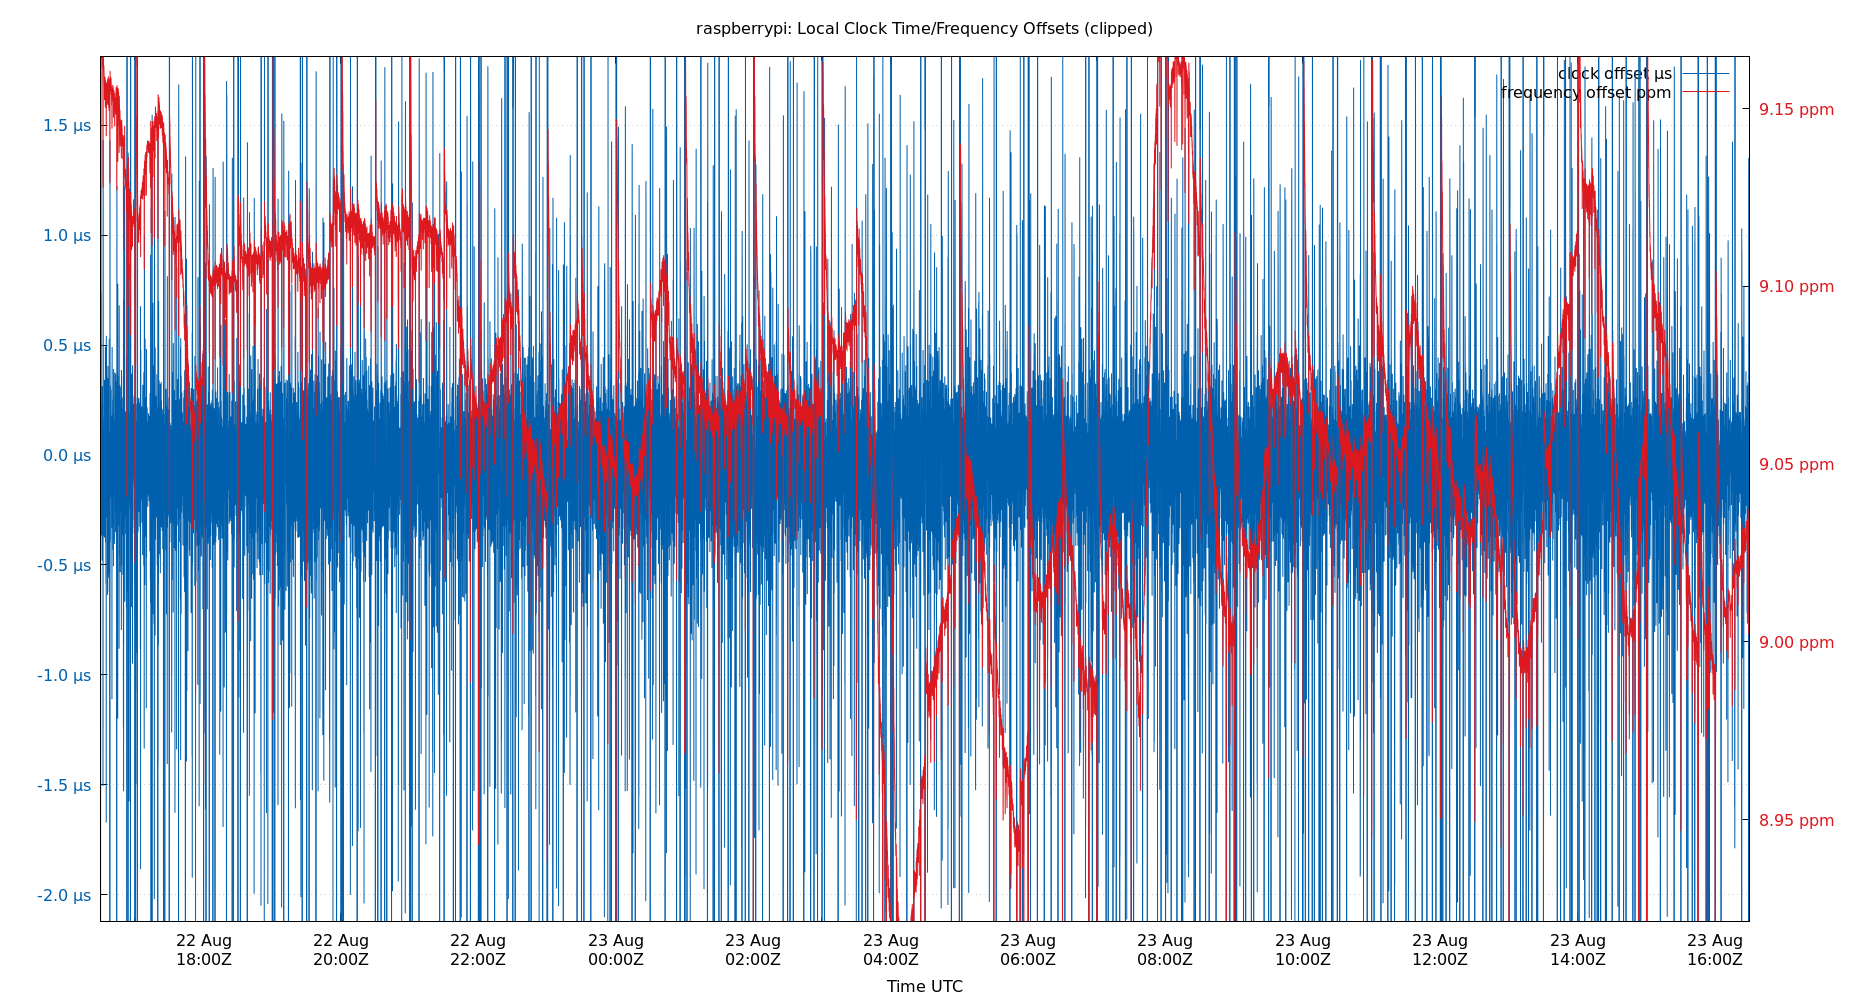 raspberrypi: Local Clock Time/Frequency Offsets (clipped)
clock offset µs
frequency offset ppm
1.5 µs
1.0 µs
0.5 µs
0.0 µs
-0.5 µs
-1.0 µs
-1.5 µs
-2.0 µs
9.15 ppm
9.10 ppm
9.05 ppm
9.00 ppm
8.95 ppm
22 Aug 22 Aug 22 Aug 23 Aug 23 Aug 23 Aug 23 Aug 23 Aug 23 Aug 23 Aug 23 Aug 23 Aug
18:00Z 20:00Z 22:00Z 00:00Z 02:00Z 04:00Z 06:00Z 08:00Z 10:00Z 12:00Z 14:00Z 16:00Z
Time UTC